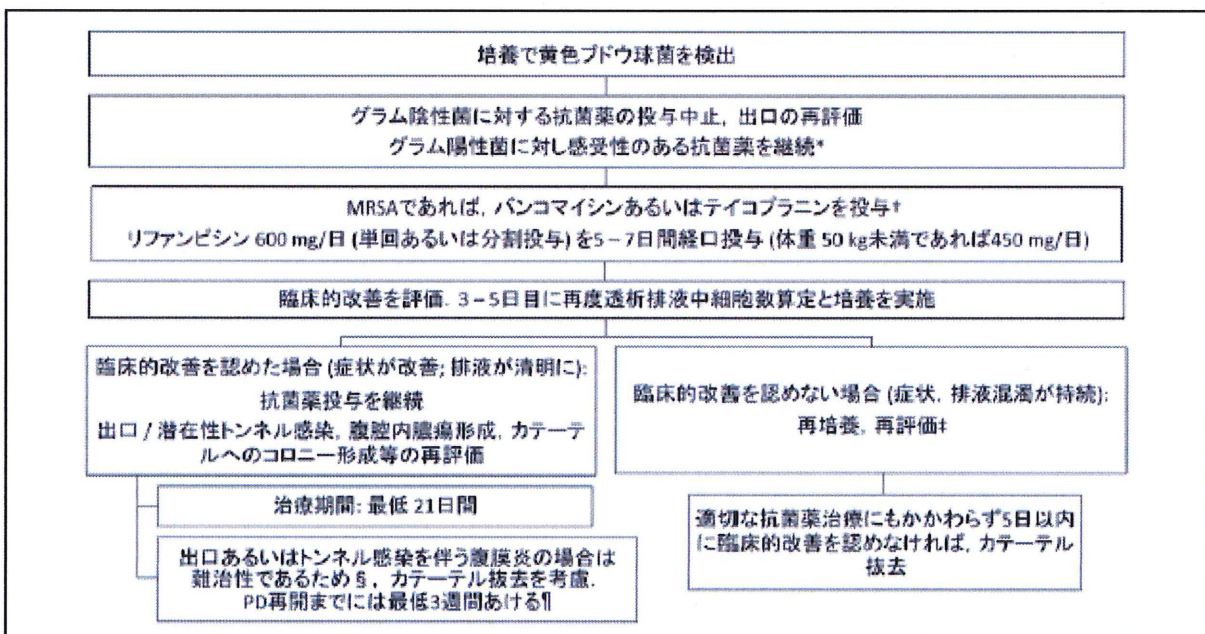 培養で黄色ブドウ球菌を検出
グラム陰性菌に対する抗菌薬の投与中止, 出口の再評価
グラム陽性菌に対し感受性のある抗菌薬を継続*
MRSAであれば, バンコマイシンあるいはテイコプラニンを投与†
リファンピシン 600 mg/日 (単回あるいは分割投与) を5−7日間経口投与 (体重 50 kg未満であれば450 mg/日)
臨床的改善を評価. 3−5日目に再度透析排液中細胞数算定と培養を実施
臨床的改善を認めた場合 (症状が改善; 排液が清明に):
抗菌薬投与を継続
出口 / 潜在性トンネル感染, 腹腔内膿瘍形成, カテーテ
ルへのコロニー形成等の再評価
治療期間: 最低 21日間
出口あるいはトンネル感染を伴う腹膜炎の場合は
難治性であるため§, カテーテル抜去を考慮.
PD再開までには最低3週間あける¶
臨床的改善を認めない場合 (症状, 排液混濁が持続):
再培養, 再評価‡
適切な抗菌薬治療にもかかわらず5日以内
に臨床的改善を認めなければ, カテーテル
抜去